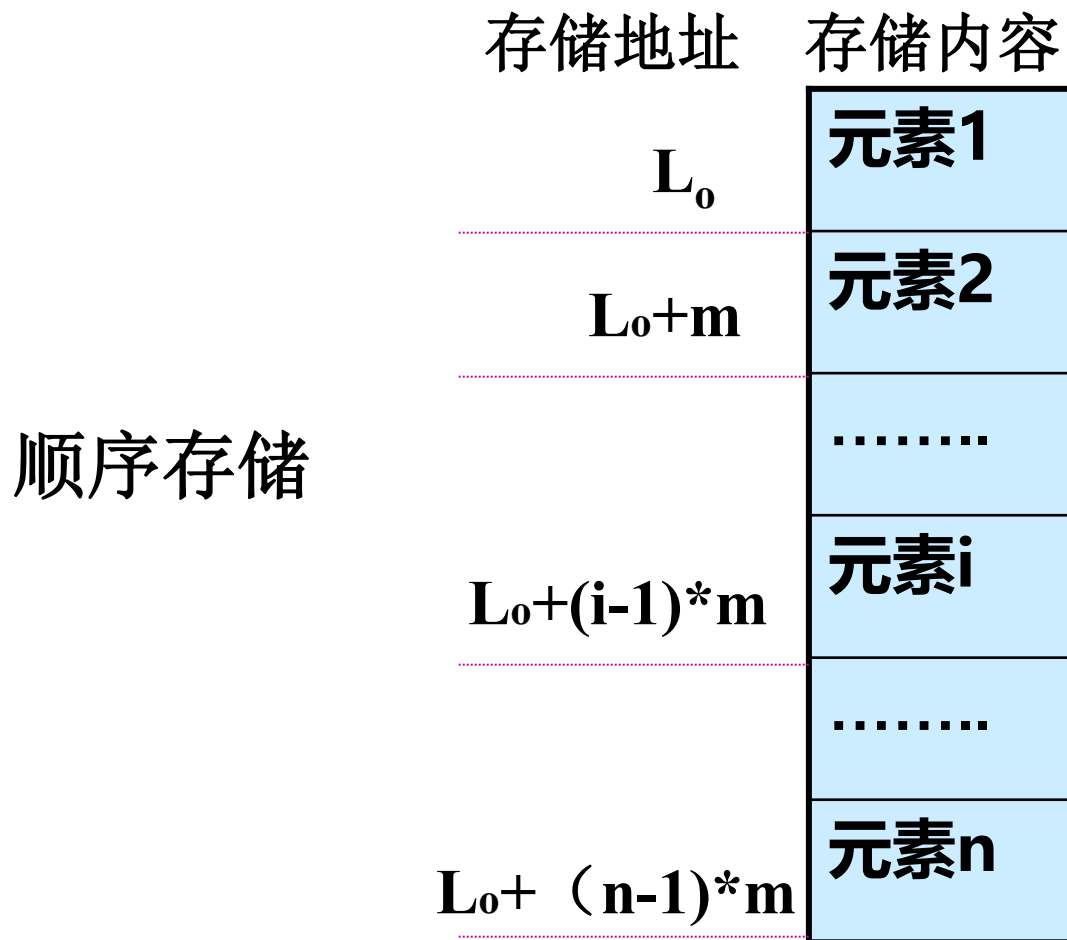 存储地址 存储内容
元素1
Lo
元素2
Lo+m
……..
顺序存储
元素i
Lo+(i-1)*m
……..
元素n
Lo+（n-1)*m